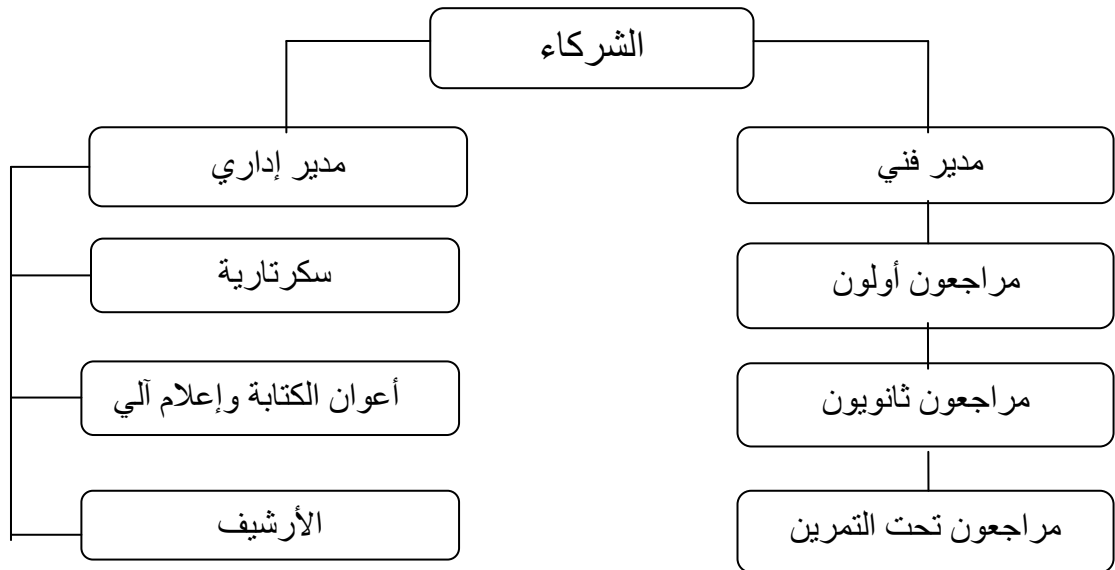 الشركاء
مدير فني
مدير إداري
مراجعون أولون
سكرتارية
مراجعون ثانويون
أعوان الكتابة وإعلام آلي
مراجعون تحت التمرين
الأرشيف